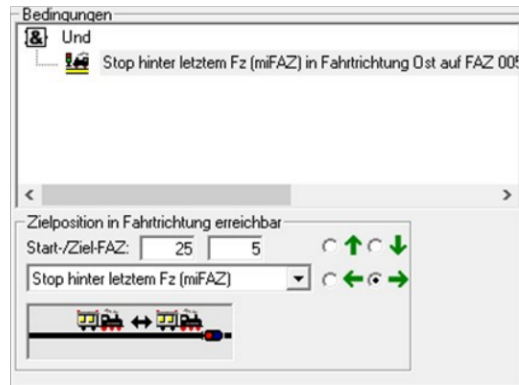 Bedingungen
& Und
Stop hinter letztem Fz (miFAZ) in Fahrtrichtung Ost auf FAZ 005
Zielposition in Fahrtrichtung erreichbar
Start-/Ziel-FAZ: 25 5
Stop hinter letztem Fz (miFAZ)